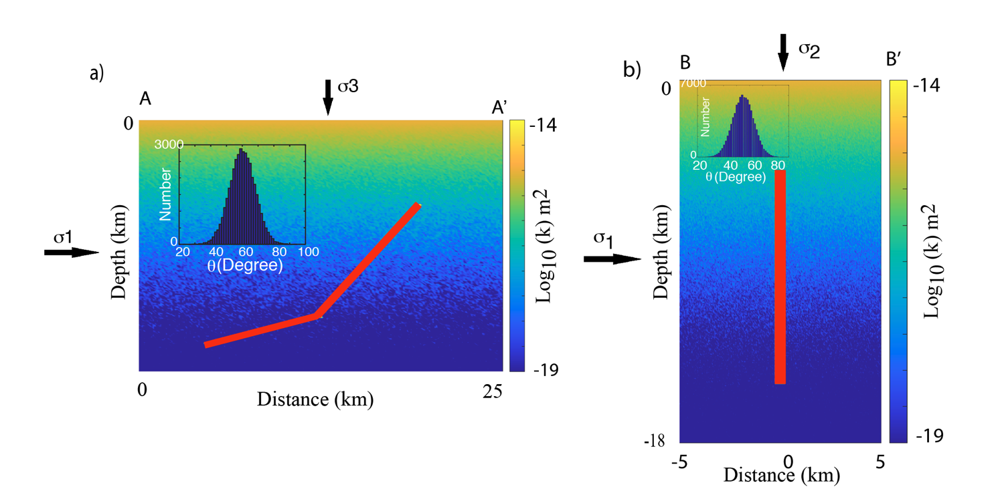 a)
A
σ3
A'
0
-14
3000
Number
0
20 40 60 80 100
θ (Degree)
σ1
Depth (km)
Log10 (k) m2
-19
0
25
Distance (km)
b)
B
σ2
B'
0
-14
7000
Number
0
20 40 60 80
θ (Degree)
σ1
Depth (km)
Log10 (k) m2
-18
-19
-5 0 5
Distance (km)